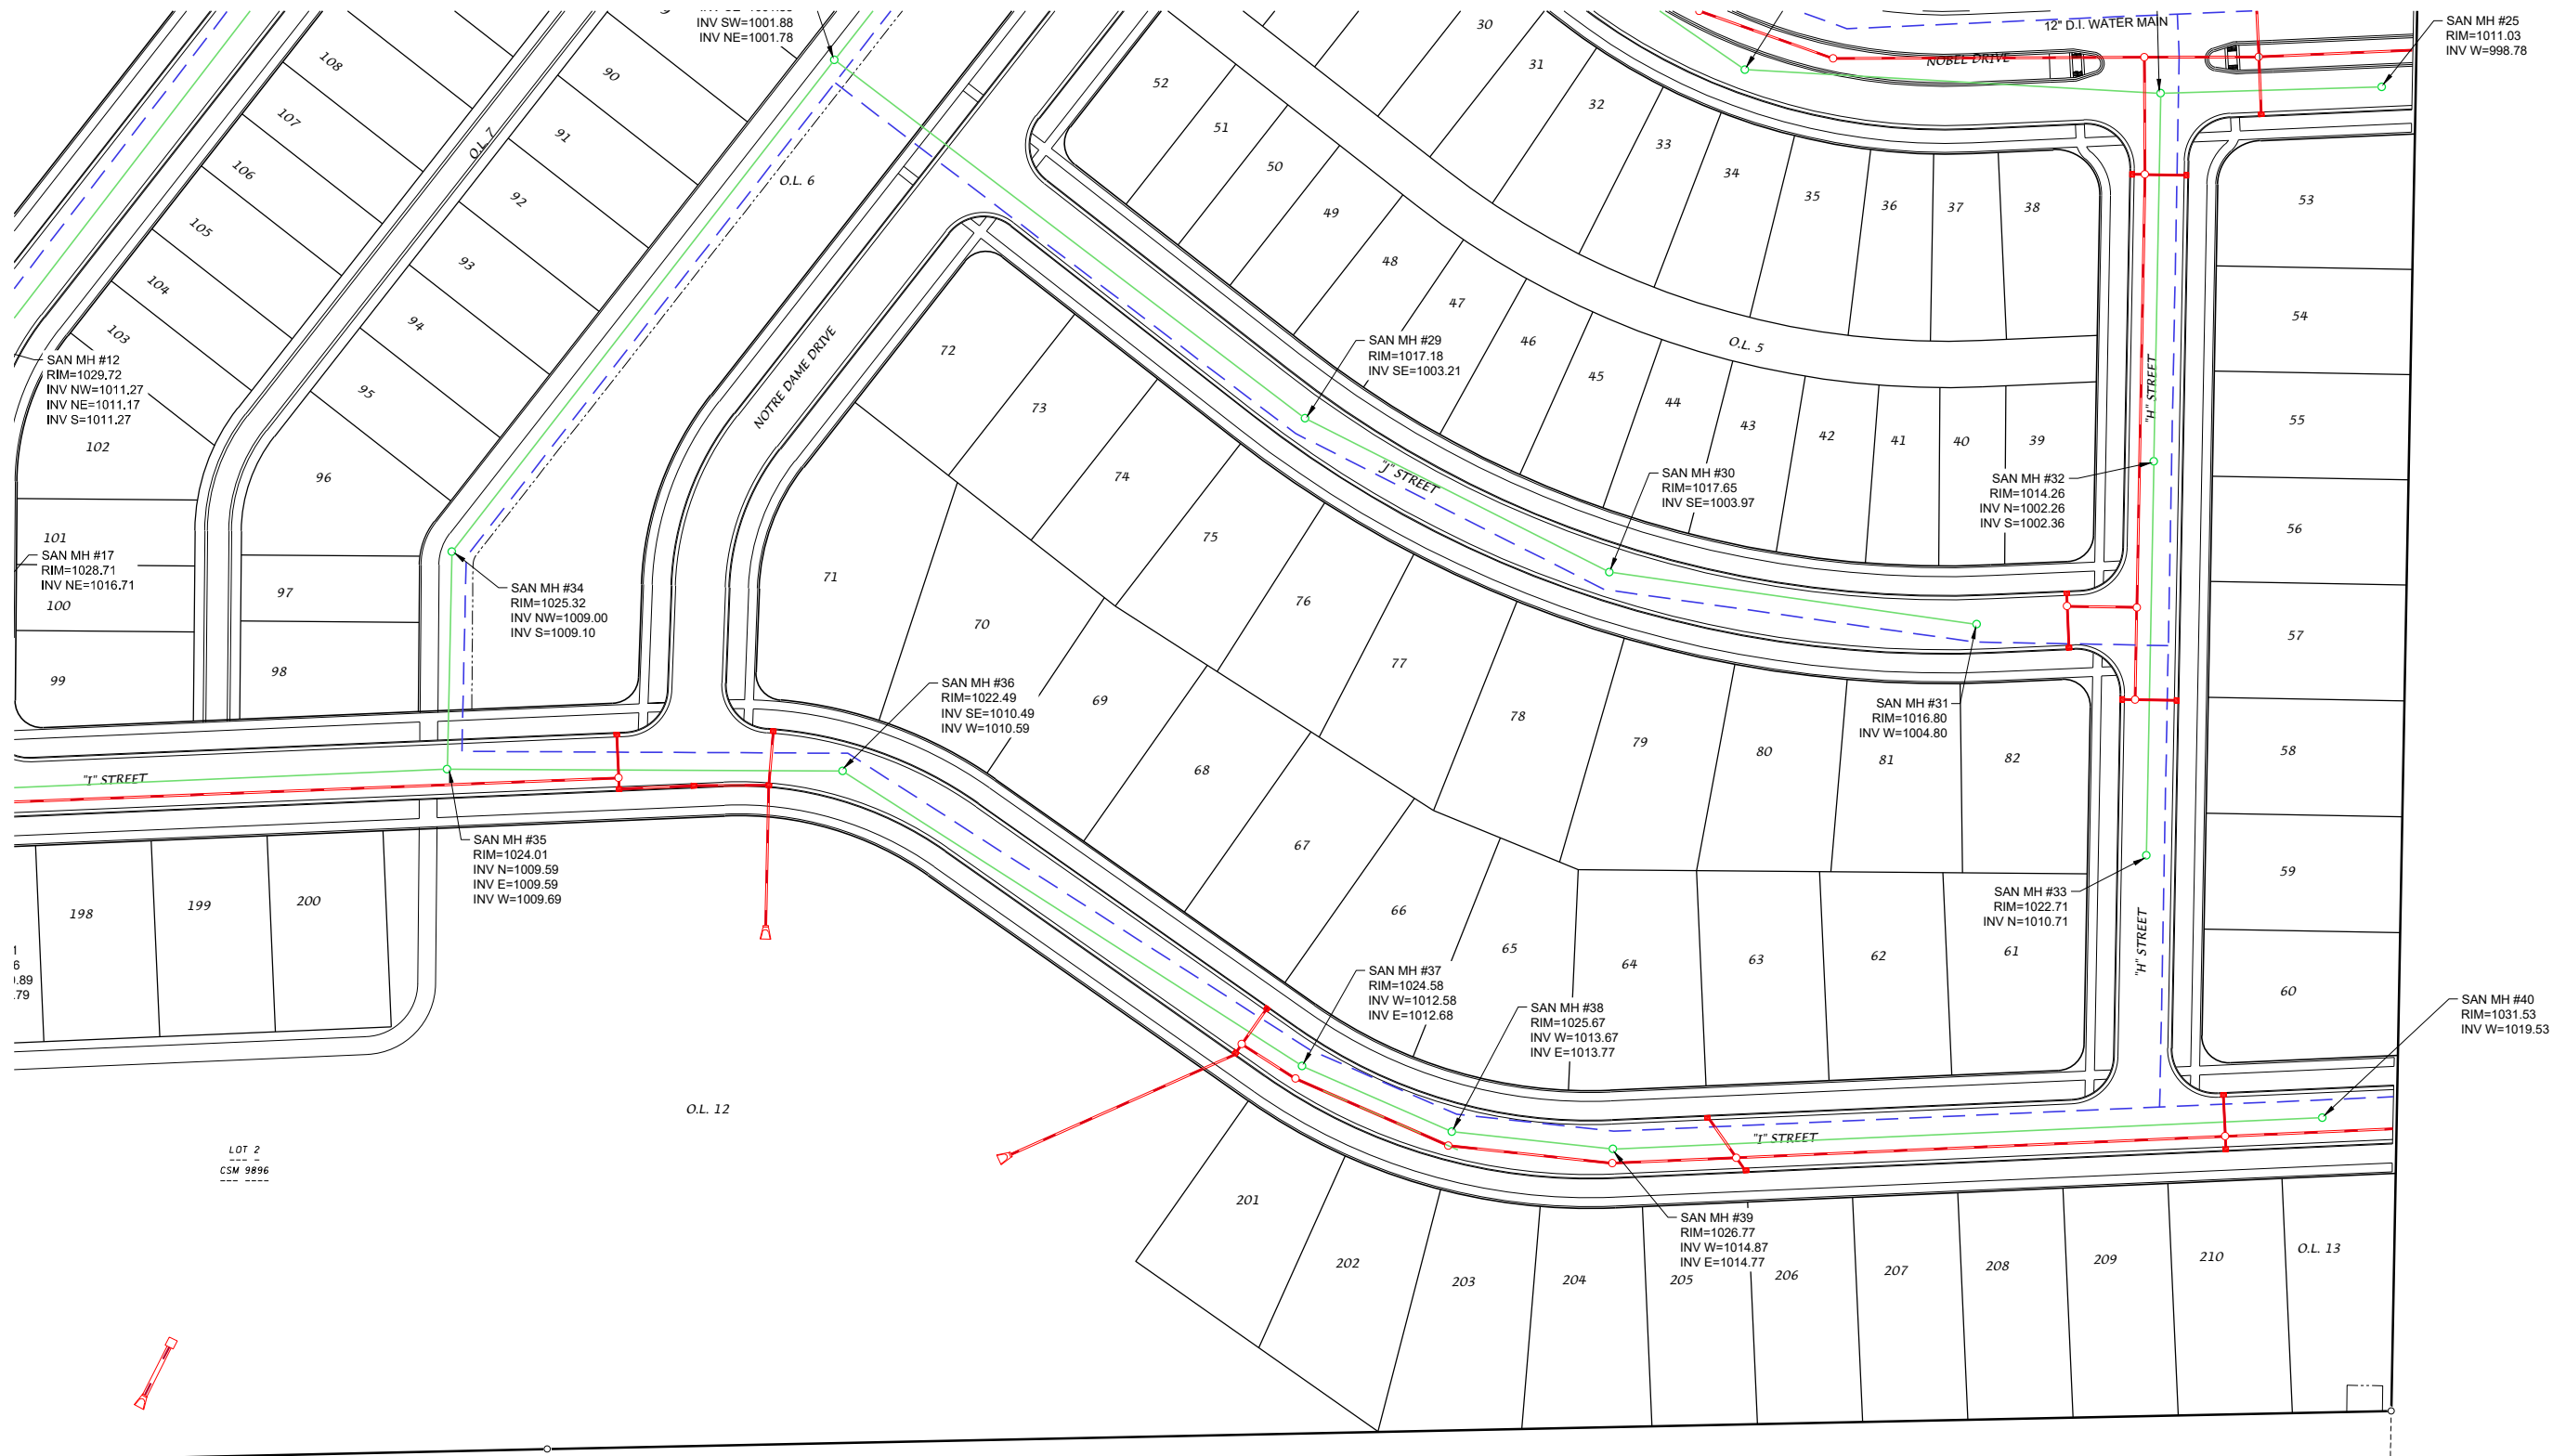 INV SW=1001.88
INV NE=1001.78
12" D.I. WATER MAIN
NOBEL DRIVE
SAN MH #25
RIM=1011.03
INV W=998.78
30
31
32
33
34
35
36
37
38
52
51
50
49
48
47
46
45
44
43
42
41
40
39
O.L. 5
53
54
55
56
57
58
59
60
"H" STREET
"H" STREET
108
107
106
105
104
103
102
101
100
99
O.L. 7
90
91
92
93
94
95
96
97
98
O.L. 6
NOTRE DAME DRIVE
SAN MH #12
RIM=1029.72
INV NW=1011.27
INV NE=1011.17
INV S=1011.27
SAN MH #17
RIM=1028.71
INV NE=1016.71
SAN MH #29
RIM=1017.18
INV SE=1003.21
SAN MH #30
RIM=1017.65
INV SE=1003.97
SAN MH #32
RIM=1014.26
INV N=1002.26
INV S=1002.36
"J" STREET
SAN MH #34
RIM=1025.32
INV NW=1009.00
INV S=1009.10
SAN MH #36
RIM=1022.49
INV SE=1010.49
INV W=1010.59
SAN MH #31
RIM=1016.80
INV W=1004.80
72
73
74
75
76
77
78
79
80
81
82
71
70
69
68
67
66
65
64
63
62
61
"I" STREET
SAN MH #35
RIM=1024.01
INV N=1009.59
INV E=1009.59
INV W=1009.69
SAN MH #33
RIM=1022.71
INV N=1010.71
198
199
200
.89
.79
SAN MH #37
RIM=1024.58
INV W=1012.58
INV E=1012.68
SAN MH #38
RIM=1025.67
INV W=1013.67
INV E=1013.77
SAN MH #40
RIM=1031.53
INV W=1019.53
O.L. 12
"I" STREET
LOT 2
CSM 9896
SAN MH #39
RIM=1026.77
INV W=1014.87
INV E=1014.77
201
202
203
204
205
206
207
208
209
210
O.L. 13